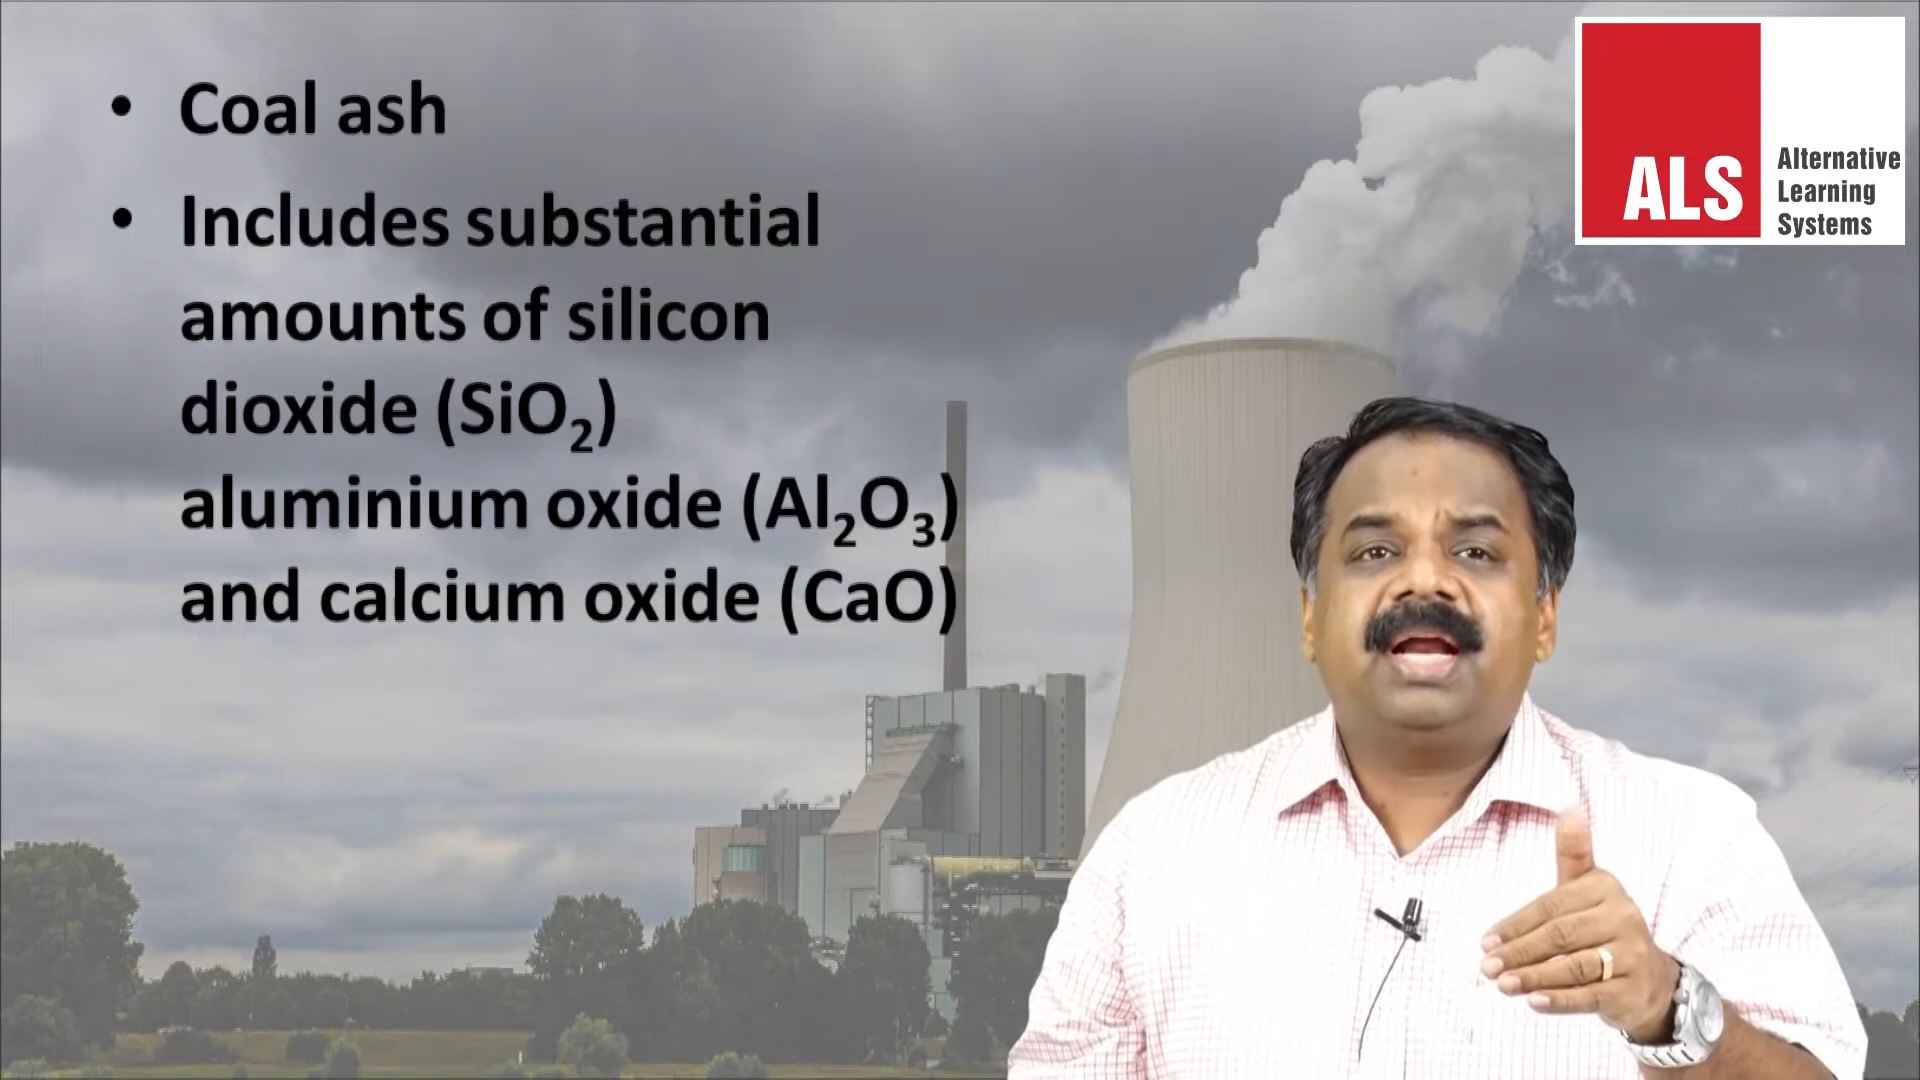 • Coal ash
• Includes substantial
amounts of silicon
dioxide (SiO₂)
aluminium oxide (Al₂O₃)
and calcium oxide (CaO)
ALS
Alternative
Learning
Systems